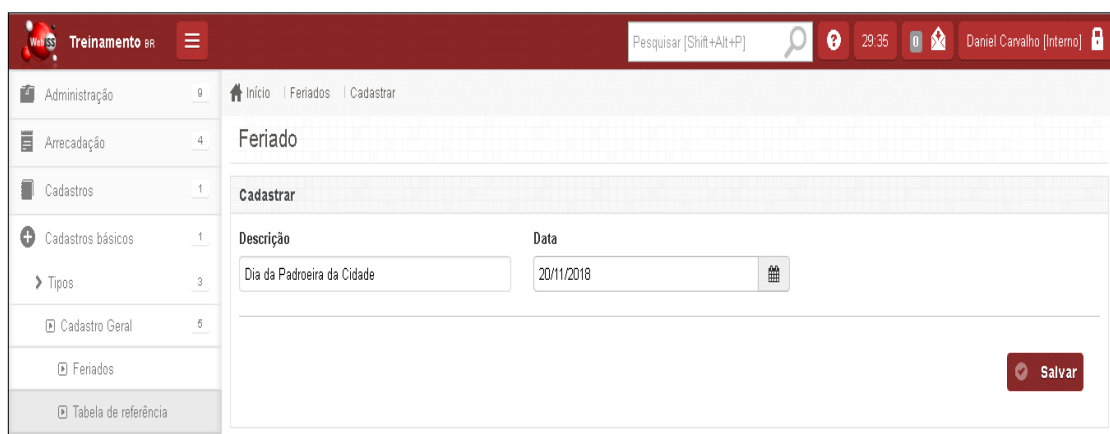 WebISS Treinamento BR Pesquisar [Shift+Alt+P] 29:35 0 Daniel Carvalho [Interno]
Administração 9
Início Feriados Cadastrar
Arrecadação 4
Feriado
Cadastros 1
Cadastrar
Cadastros básicos 1
Descrição Data
Tipos 3
Dia da Padroeira da Cidade 20/11/2018
Cadastro Geral 5
Feriados
Salvar
Tabela de referência